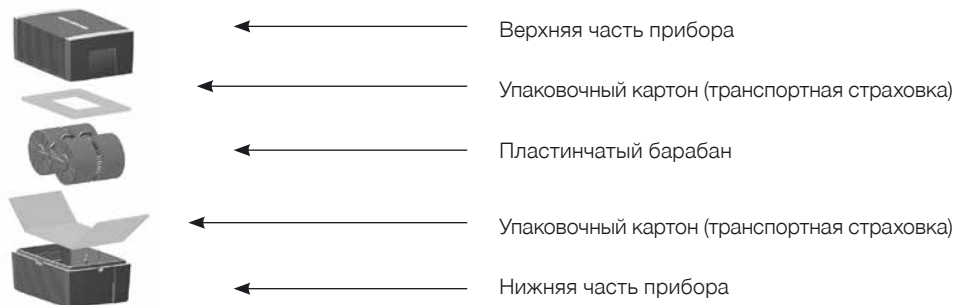 Верхняя часть прибора
Упаковочный картон (транспортная страховка)
Пластинчатый барабан
Упаковочный картон (транспортная страховка)
Нижняя часть прибора